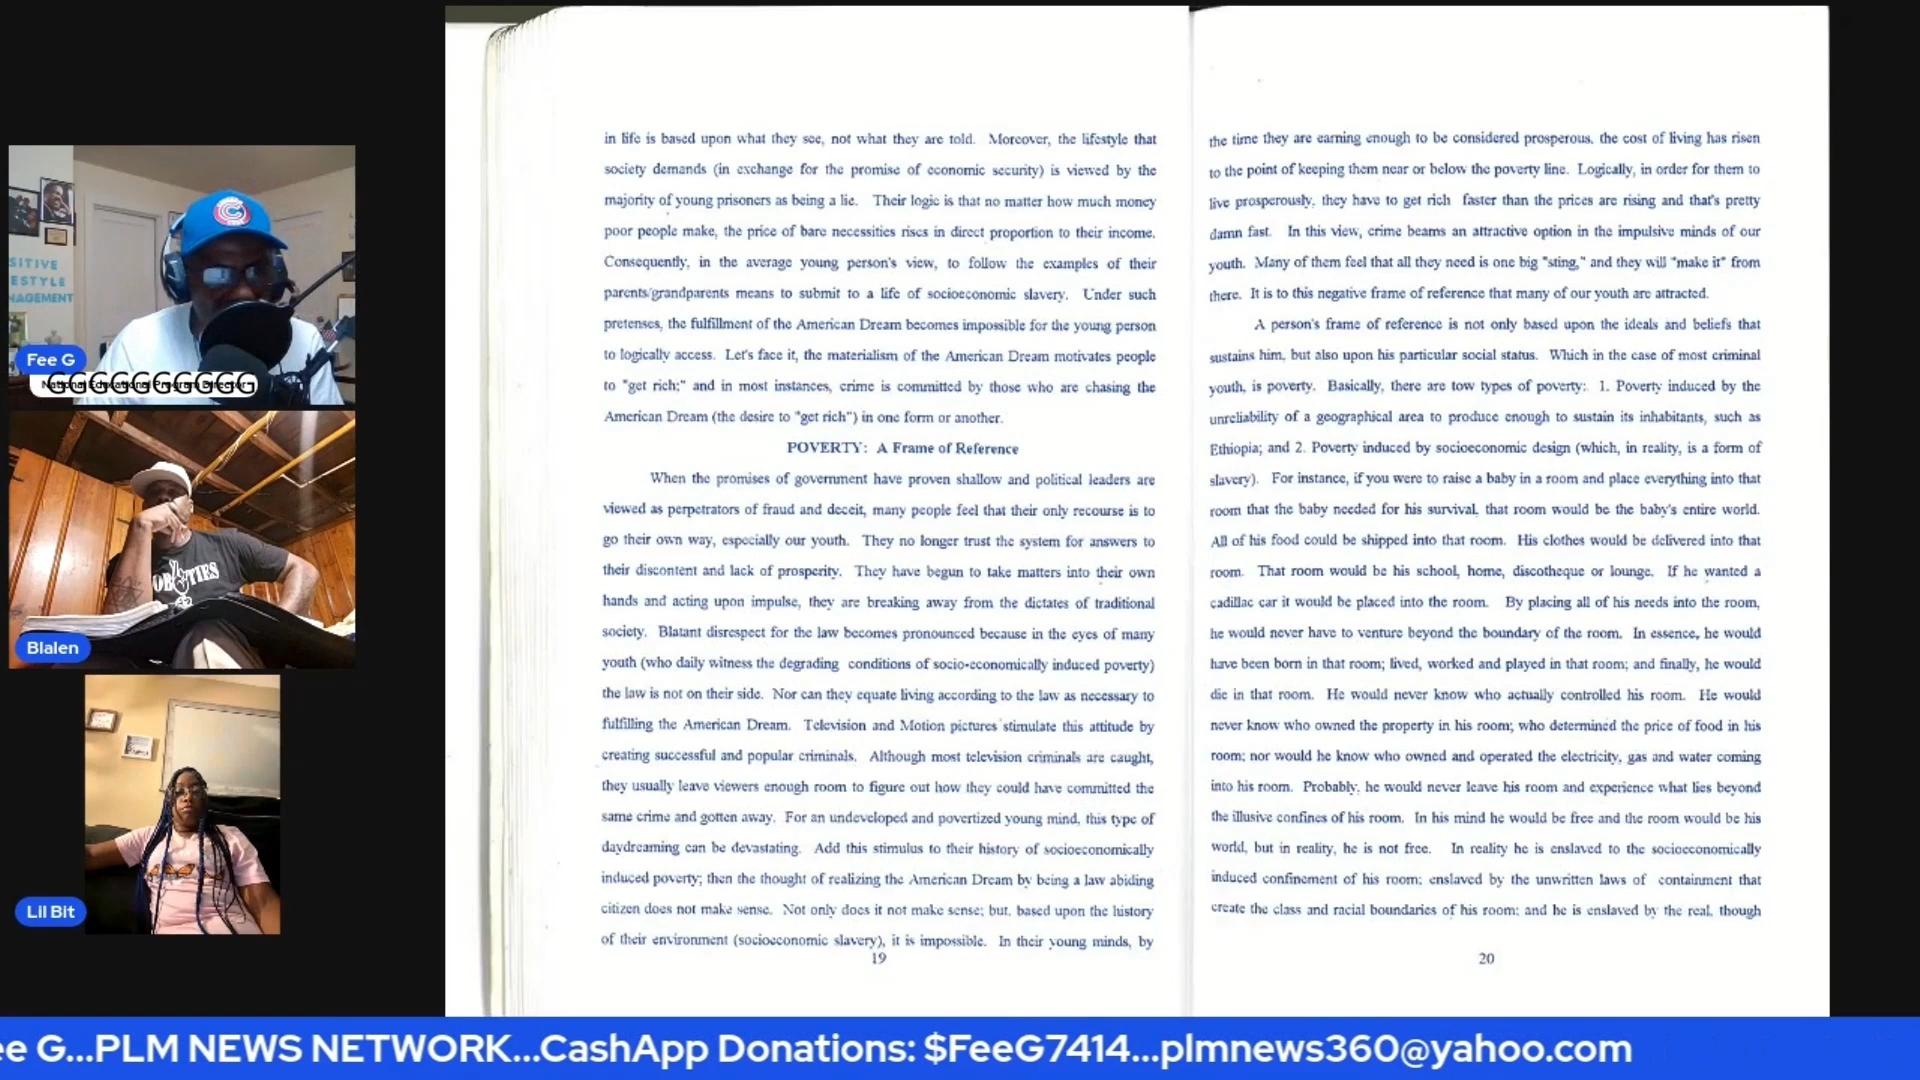 in life is based upon what they see, not what they are told. Moreover, the lifestyle that
society demands (in exchange for the promise of economic security) is viewed by the
majority of young prisoners as being a lie. Their logic is that no matter how much money
poor people make, the price of bare necessities rises in direct proportion to their income.
Consequently, in the average young person's view, to follow the examples of their
parents/grandparents means to submit to a life of socioeconomic slavery. Under such
pretenses, the fulfillment of the American Dream becomes impossible for the young person
to logically access. Let's face it, the materialism of the American Dream motivates people
to "get rich;" and in most instances, crime is committed by those who are chasing the
American Dream (the desire to "get rich") in one form or another.
POVERTY: A Frame of Reference
When the promises of government have proven shallow and political leaders are
viewed as perpetrators of fraud and deceit, many people feel that their only recourse is to
go their own way, especially our youth. They no longer trust the system for answers to
their discontent and lack of prosperity. They have begun to take matters into their own
hands and acting upon impulse, they are breaking away from the dictates of traditional
society. Blatant disrespect for the law becomes pronounced because in the eyes of many
youth (who daily witness the degrading conditions of socio-economically induced poverty)
the law is not on their side. Nor can they equate living according to the law as necessary to
fulfilling the American Dream. Television and Motion pictures stimulate this attitude by
creating successful and popular criminals. Although most television criminals are caught,
they usually leave viewers enough room to figure out how they could have committed the
same crime and gotten away. For an undeveloped and povertized young mind, this type of
daydreaming can be devastating. Add this stimulus to their history of socioeconomically
induced poverty; then the thought of realizing the American Dream by being a law abiding
citizen does not make sense. Not only does it not make sense; but, based upon the history
of their environment (socioeconomic slavery), it is impossible. In their young minds, by
19
the time they are earning enough to be considered prosperous, the cost of living has risen
to the point of keeping them near or below the poverty line. Logically, in order for them to
live prosperously, they have to get rich faster than the prices are rising and that's pretty
damn fast. In this view, crime beams an attractive option in the impulsive minds of our
youth. Many of them feel that all they need is one big "sting," and they will "make it" from
there. It is to this negative frame of reference that many of our youth are attracted.
A person's frame of reference is not only based upon the ideals and beliefs that
sustains him, but also upon his particular social status. Which in the case of most criminal
youth, is poverty. Basically, there are tow types of poverty: 1. Poverty induced by the
unreliability of a geographical area to produce enough to sustain its inhabitants, such as
Ethiopia; and 2. Poverty induced by socioeconomic design (which, in reality, is a form of
slavery). For instance, if you were to raise a baby in a room and place everything into that
room that the baby needed for his survival, that room would be the baby's entire world.
All of his food could be shipped into that room. His clothes would be delivered into that
room. That room would be his school, home, discotheque or lounge. If he wanted a
cadillac car it would be placed into the room. By placing all of his needs into the room,
he would never have to venture beyond the boundary of the room. In essence, he would
have been born in that room; lived, worked and played in that room; and finally, he would
die in that room. He would never know who actually controlled his room. He would
never know who owned the property in his room; who determined the price of food in his
room; nor would he know who owned and operated the electricity, gas and water coming
into his room. Probably, he would never leave his room and experience what lies beyond
the illusive confines of his room. In his mind he would be free and the room would be his
world, but in reality, he is not free. In reality he is enslaved to the socioeconomically
induced confinement of his room; enslaved by the unwritten laws of containment that
create the class and racial boundaries of his room; and he is enslaved by the real, though
20
SITIVE
ESTYLE
NAGEMENT
Fee G
National Educational Program Director
Blalen
Lil Bit
ee G...PLM NEWS NETWORK...CashApp Donations: $FeeG7414...plmnews360@yahoo.com